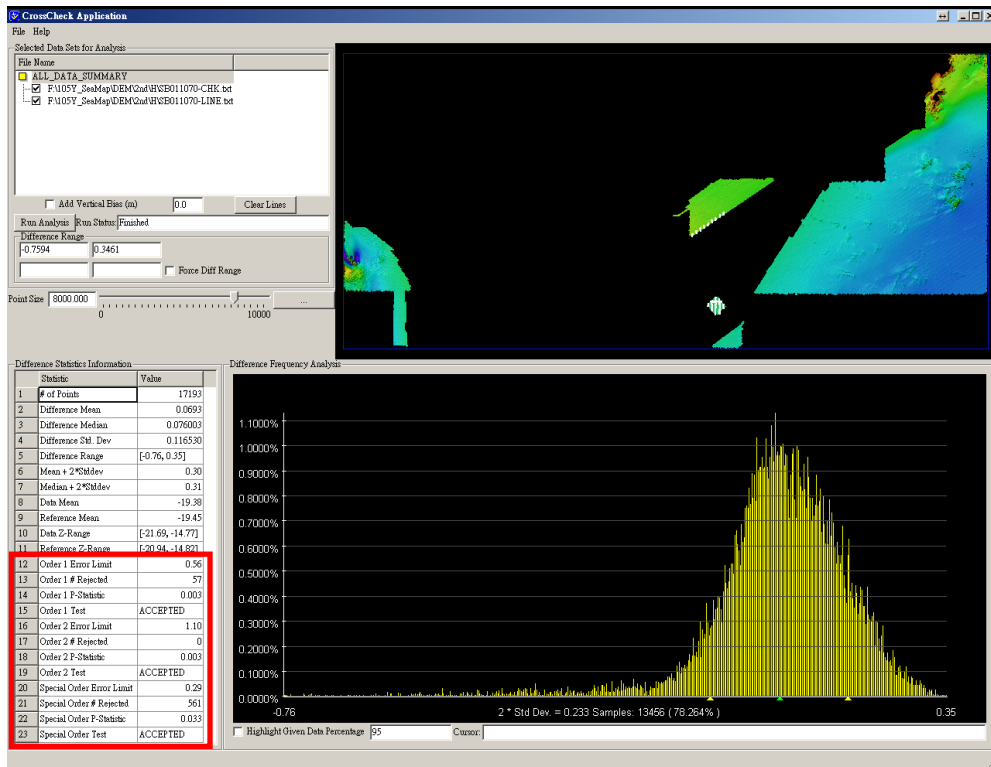 CrossCheck Application
File Help
Selected Data Sets for Analysis
File Name
ALL_DATA_SUMMARY
F:\105Y_SeaMap\DEM\2nd\H\SB011070-CHK.txt
F:\105Y_SeaMap\DEM\2nd\H\SB011070-LINE.txt
Add Vertical Bias (m) 0.0 Clear Lines
Run Analysis Run Status: Finished
Difference Range
-0.7594 0.3461
Force Diff Range
Point Size 8000.000 ...
0 10000
Difference Statistics Information
Statistic Value
1 # of Points 17193
2 Difference Mean 0.0693
3 Difference Median 0.076003
4 Difference Std. Dev 0.116530
5 Difference Range [-0.76, 0.35]
6 Mean + 2*Stddev 0.30
7 Median + 2*Stddev 0.31
8 Data Mean -19.38
9 Reference Mean -19.45
10 Data Z-Range [-21.69, -14.77]
11 Reference Z-Range [-20.94, -14.82]
12 Order 1 Error Limit 0.56
13 Order 1 # Rejected 57
14 Order 1 P-Statistic 0.003
15 Order 1 Test ACCEPTED
16 Order 2 Error Limit 1.10
17 Order 2 # Rejected 0
18 Order 2 P-Statistic 0.003
19 Order 2 Test ACCEPTED
20 Special Order Error Limit 0.29
21 Special Order # Rejected 561
22 Special Order P-Statistic 0.033
23 Special Order Test ACCEPTED
Difference Frequency Analysis
1.1000%
1.0000%
0.9000%
0.8000%
0.7000%
0.6000%
0.5000%
0.4000%
0.3000%
0.2000%
0.1000%
0.0000%
-0.76 2 * Std Dev. = 0.233 Samples: 13456 ( 78.264% ) 0.35
Highlight Given Data Percentage 95 Cursor: